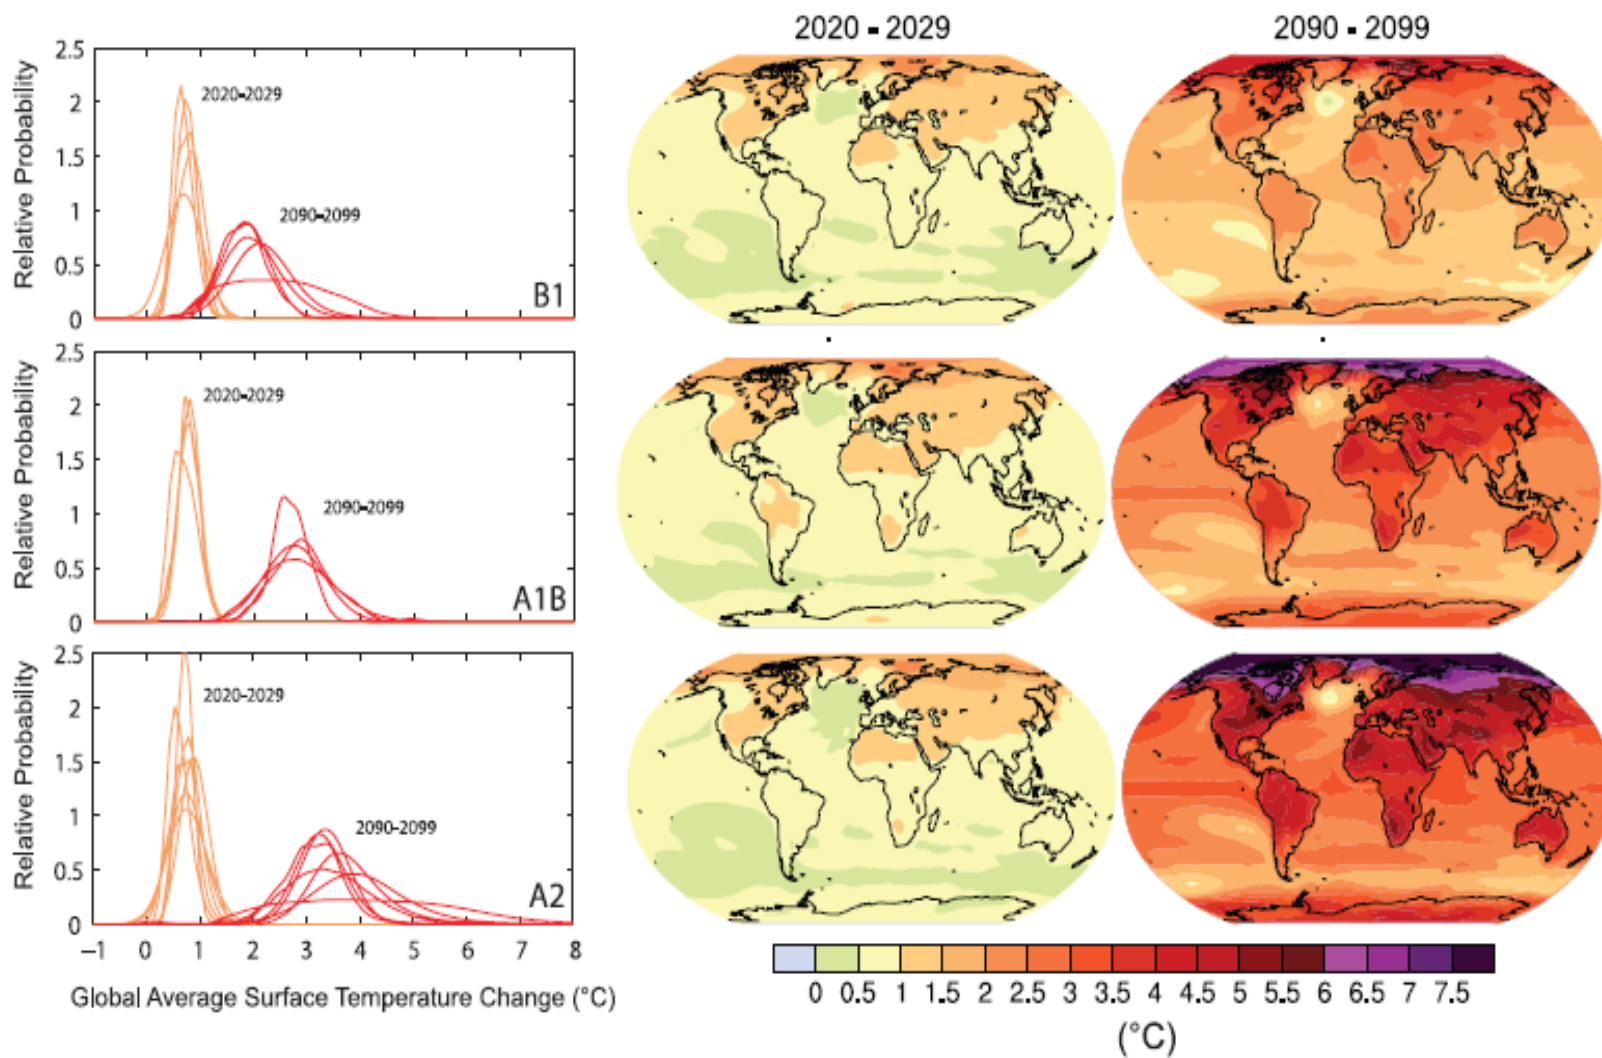 2020 - 2029
2090 - 2099
Relative Probability
2.5
2
1.5
1
0.5
0
2020-2029
2090-2099
B1
Relative Probability
2.5
2
1.5
1
0.5
0
2020-2029
2090-2099
A1B
Relative Probability
2.5
2
1.5
1
0.5
0
2020-2029
2090-2099
A2
−1 0 1 2 3 4 5 6 7 8
Global Average Surface Temperature Change (°C)
0 0.5 1 1.5 2 2.5 3 3.5 4 4.5 5 5.5 6 6.5 7 7.5
(°C)